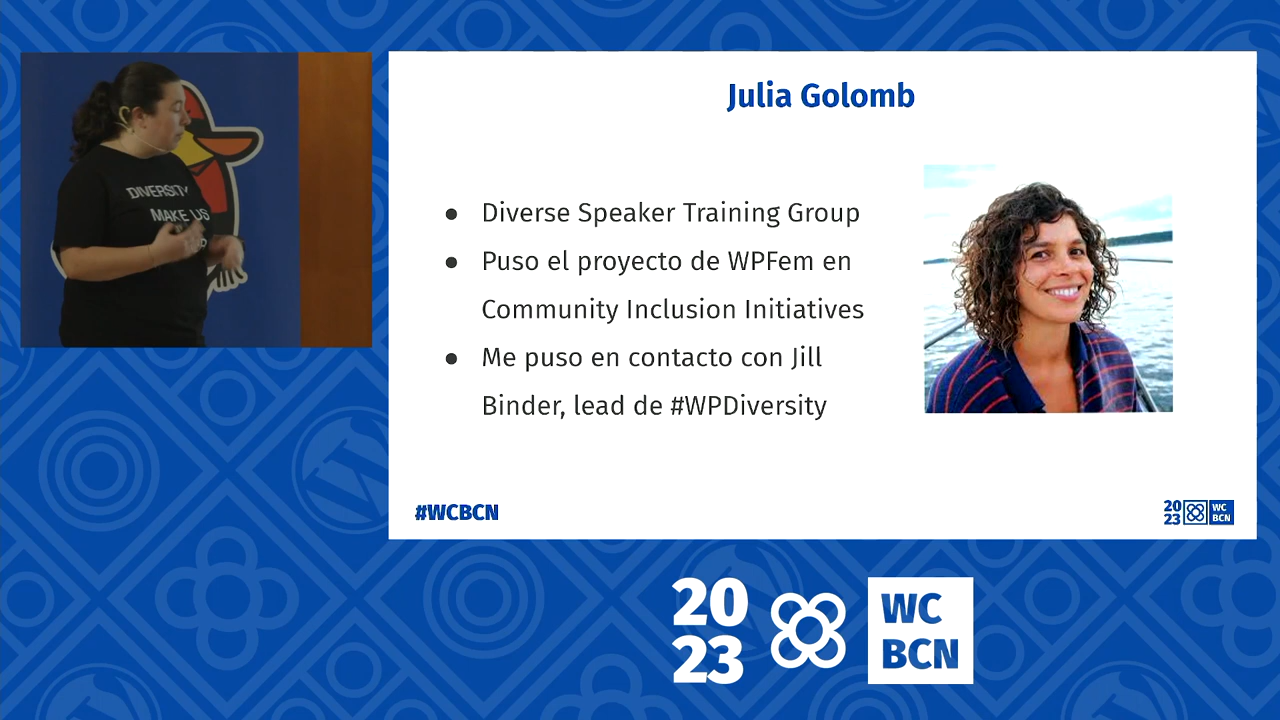 DIVERSITY
MAKE US
Julia Golomb
● Diverse Speaker Training Group
● Puso el proyecto de WPFem en
Community Inclusion Initiatives
● Me puso en contacto con Jill
Binder, lead de #WPDiversity
#WCBCN
20
23
WC
BCN
20
23
WC
BCN